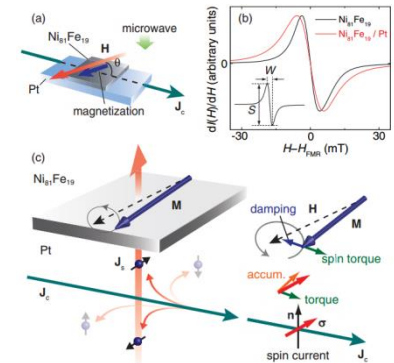 (a)
microwave
Ni81Fe19
H
θ
Pt
magnetization
Jc
(b)
Ni81Fe19
Ni81Fe19 / Pt
dI(H)/dH (arbitrary units)
0
W
S
-30
0
30
H–HFMR (mT)
(c)
Ni81Fe19
M
Pt
Js
Jc
damping
H
M
spin torque
accum.
torque
n
σ
spin current
Jc